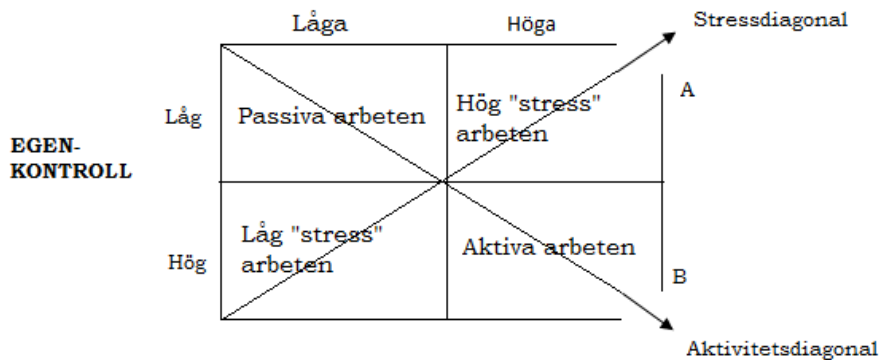 Låga
Höga
Stressdiagonal
Låg
Passiva arbeten
Hög "stress"
arbeten
A
EGEN-
KONTROLL
Hög
Låg "stress"
arbeten
Aktiva arbeten
B
Aktivitetsdiagonal